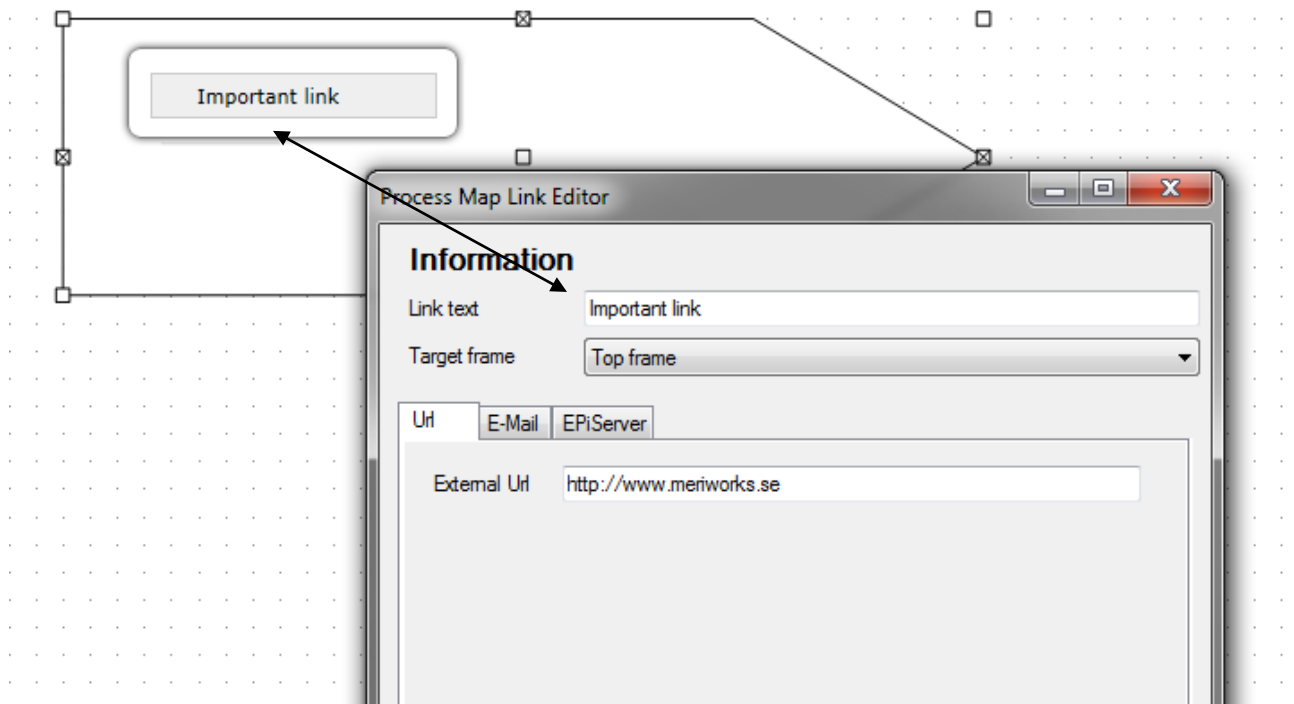 Important link
Process Map Link Editor
Information
Link text Important link
Target frame Top frame
Url E-Mail EPiServer
External Url http://www.meriworks.se